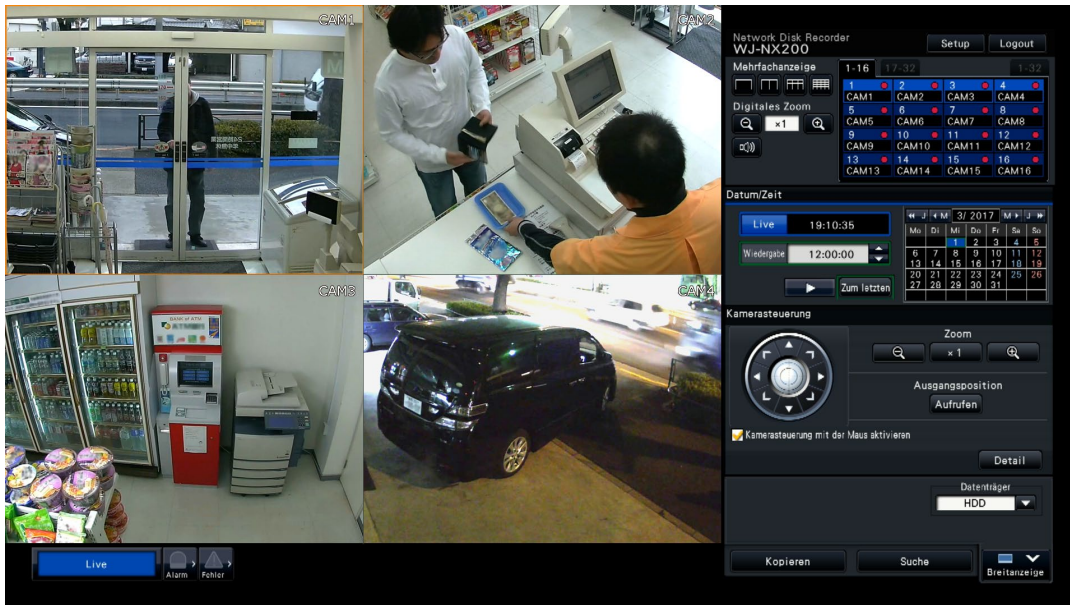 CAM1
CAM2
CAM3
CAM4
BANK of ATM
Live
Alarm
Fehler
Network Disk Recorder
WJ-NX200
Setup
Logout
Mehrfachanzeige
1-16 17-32 1-32
1 2 3 4
CAM1 CAM2 CAM3 CAM4
5 6 7 8
CAM5 CAM6 CAM7 CAM8
9 10 11 12
CAM9 CAM10 CAM11 CAM12
13 14 15 16
CAM13 CAM14 CAM15 CAM16
Digitales Zoom
×1
Datum/Zeit
Live 19:10:35
Wiedergabe 12:00:00
Zum letzten
J M 3/ 2017 M J
Mo Di Mi Do Fr Sa So
1 2 3 4 5
6 7 8 9 10 11 12
13 14 15 16 17 18 19
20 21 22 23 24 25 26
27 28 29 30 31
Kamerasteuerung
Zoom
×1
Ausgangsposition
Aufrufen
Kamerasteuerung mit der Maus aktivieren
Detail
Datenträger
HDD
Kopieren
Suche
Breitanzeige